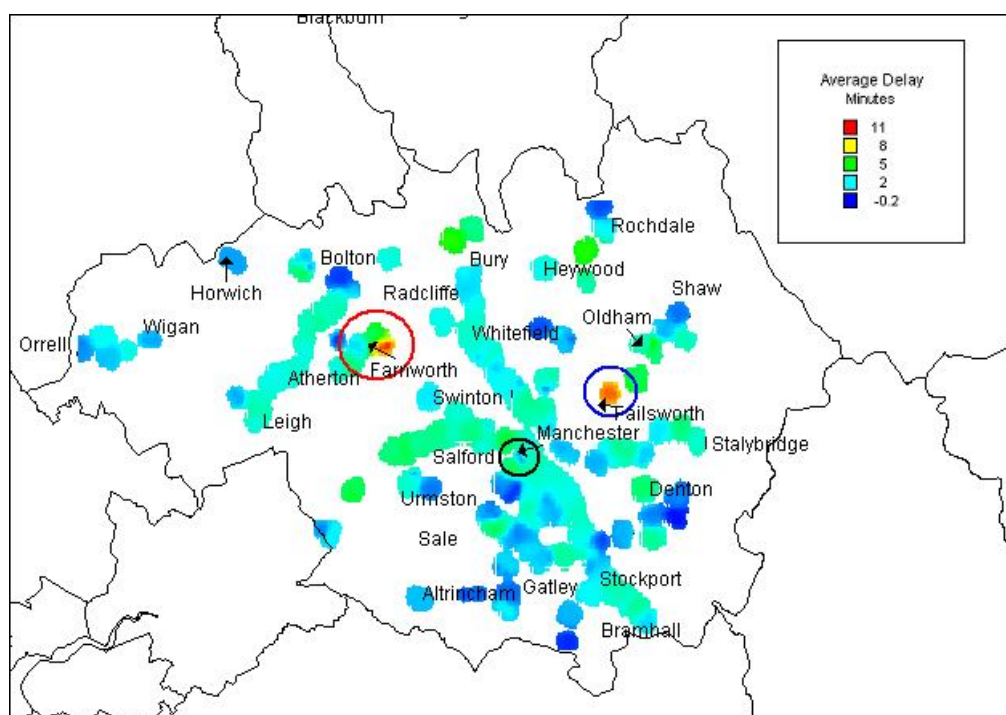 Blackburn
Average Delay
Minutes
11
8
5
2
-0.2
Rochdale
Bolton
Bury
Heywood
Horwich
Radcliffe
Shaw
Orrell
Wigan
Whitefield
Oldham
Atherton
Farnworth
Swinton
Failsworth
Leigh
Manchester
Salford
Stalybridge
Urmston
Denton
Sale
Altrincham
Gatley
Stockport
Bramhall